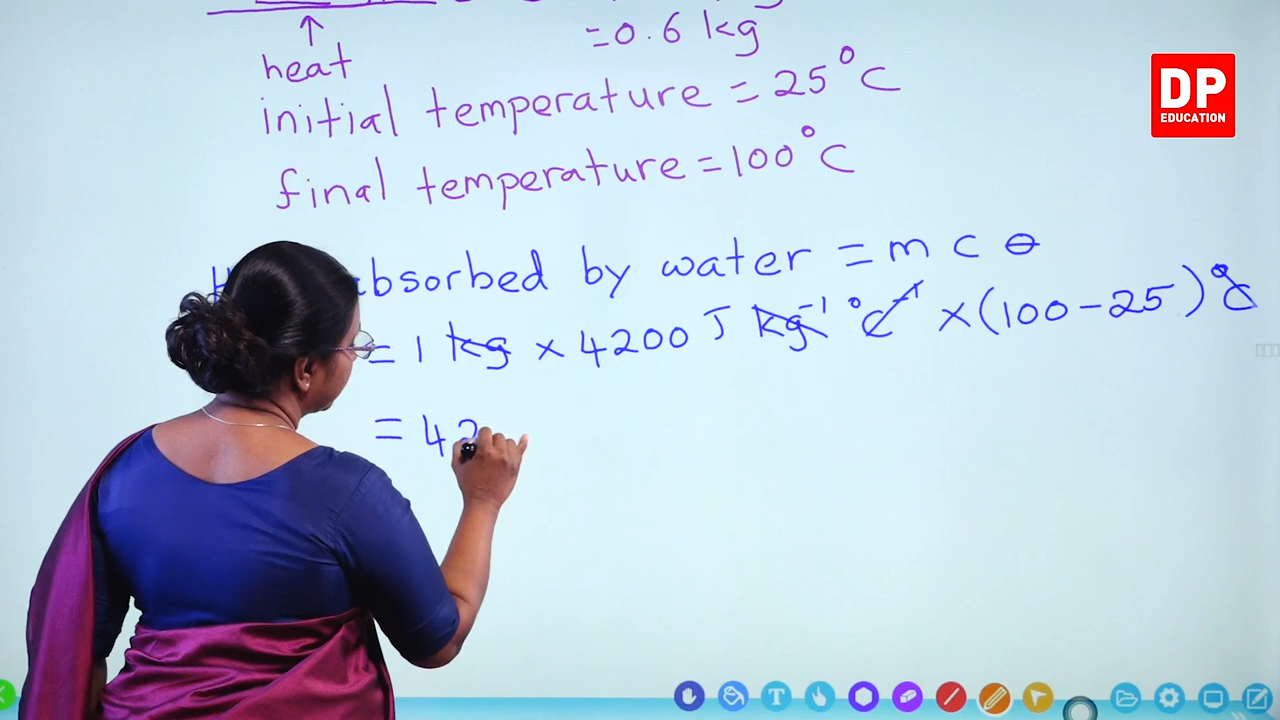 =0.6 kg
↑
heat
initial temperature = 25°C
final temperature = 100°C
absorbed by water = m c θ
= 1 kg × 4200 J kg⁻¹ °C⁻¹ × (100 - 25) °C
= 42
DP
EDUCATION
T